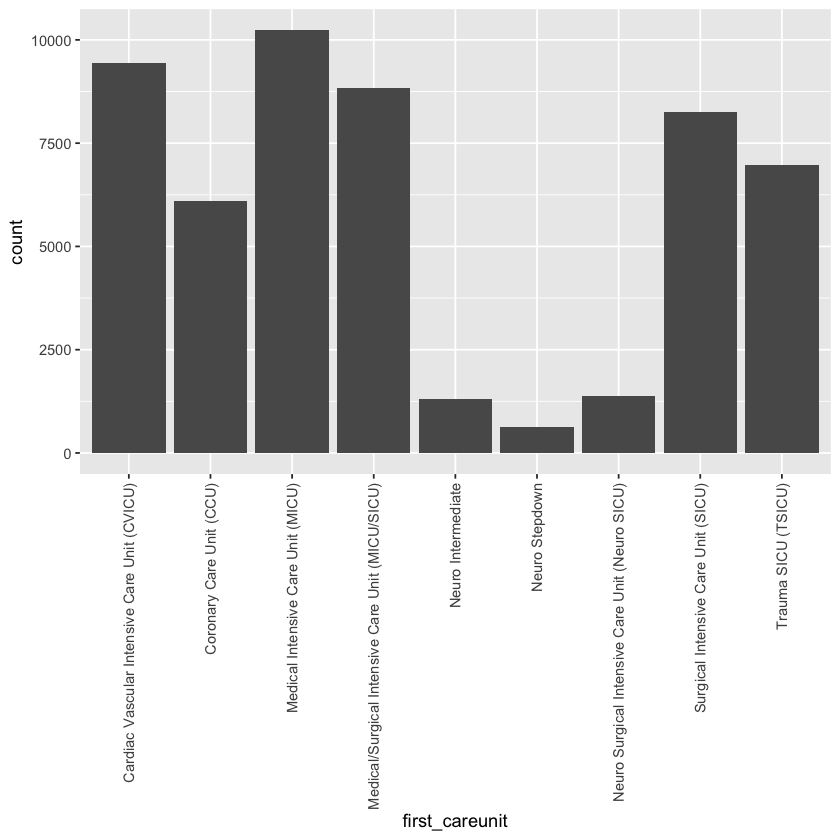 10000
7500
5000
2500
0
count
Cardiac Vascular Intensive Care Unit (CVICU)
Coronary Care Unit (CCU)
Medical Intensive Care Unit (MICU)
Medical/Surgical Intensive Care Unit (MICU/SICU)
Neuro Intermediate
Neuro Stepdown
Neuro Surgical Intensive Care Unit (Neuro SICU)
Surgical Intensive Care Unit (SICU)
Trauma SICU (TSICU)
first_careunit